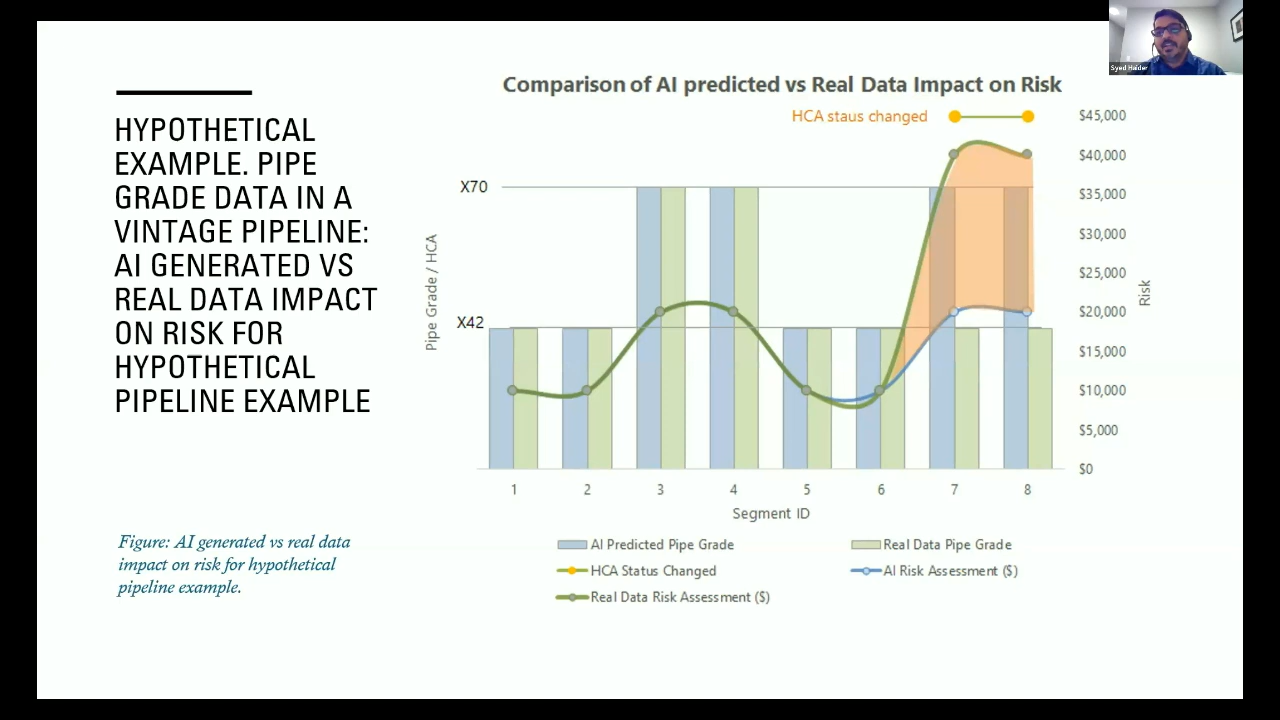 Syed Haider
HYPOTHETICAL
EXAMPLE. PIPE
GRADE DATA IN A
VINTAGE PIPELINE:
AI GENERATED VS
REAL DATA IMPACT
ON RISK FOR
HYPOTHETICAL
PIPELINE EXAMPLE
Figure: AI generated vs real data
impact on risk for hypothetical
pipeline example.
Comparison of AI predicted vs Real Data Impact on Risk
HCA staus changed
X70
X42
Pipe Grade / HCA
$45,000
$40,000
$35,000
$30,000
$25,000
$20,000
$15,000
$10,000
$5,000
$0
Risk
1 2 3 4 5 6 7 8
Segment ID
AI Predicted Pipe Grade
Real Data Pipe Grade
HCA Status Changed
AI Risk Assessment ($)
Real Data Risk Assessment ($)